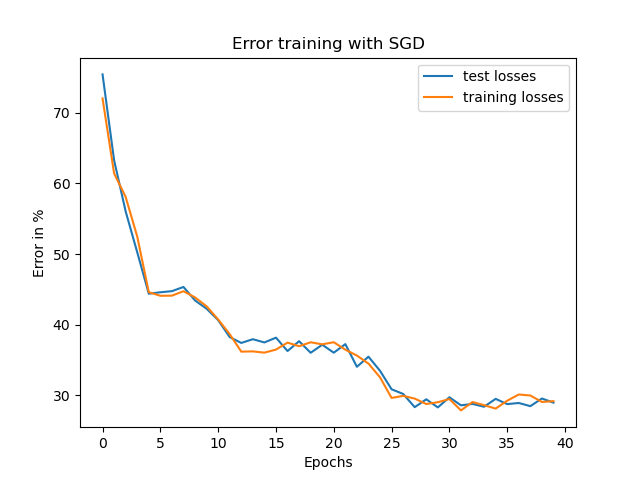 Error training with SGD
test losses
training losses
Error in %
70
60
50
40
30
0 5 10 15 20 25 30 35 40
Epochs